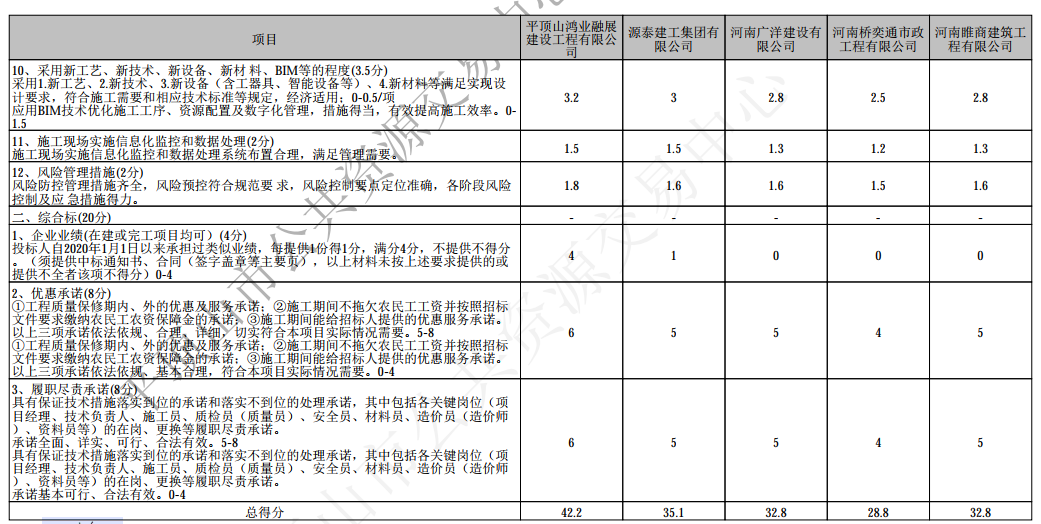 项目
平顶山鸿业融展
建设工程有限公
司
源泰建工集团有
限公司
河南广洋建设有
限公司
河南桥奕通市政
工程有限公司
河南睢商建筑工
程有限公司
10、采用新工艺、新技术、新设备、新材 料、BIM等的程度(3.5分)
采用1.新工艺、2.新技术、3.新设备（含工器具、智能设备等）、4.新材料等满足实现设
计要求，符合施工需要和相应技术标准等规定，经济适用；0-0.5/项
应用BIM技术优化施工工序、资源配置及数字化管理，措施得当，有效提高施工效率。0-
1.5
3.2
3
2.8
2.5
2.8
11、施工现场实施信息化监控和数据处理(2分)
施工现场实施信息化监控和数据处理系统布置合理，满足管理需要。
1.5
1.5
1.3
1.2
1.3
12、风险管理措施(2分)
风险防控管理措施齐全，风险预控符合规范要 求，风险控制要点定位准确，各阶段风险
控制及应 急措施得力。
1.8
1.6
1.6
1.5
1.6
二、综合标(20分)
-
-
-
-
-
1、企业业绩(在建或完工项目均可）(4分)
投标人自2020年1月1日以来承担过类似业绩，每提供1份得1分，满分4分，不提供不得分
。（须提供中标通知书、合同（签字盖章等主要页），以上材料未按上述要求提供的或
提供不全者该项不得分）0-4
4
1
0
0
0
2、优惠承诺(8分)
①工程质量保修期内、外的优惠及服务承诺；②施工期间不拖欠农民工工资并按照招标
文件要求缴纳农民工农资保障金的承诺；③施工期间能给招标人提供的优惠服务承诺。
以上三项承诺依法依规、合理、详细，切实符合本项目实际情况需要。5-8
①工程质量保修期内、外的优惠及服务承诺；②施工期间不拖欠农民工工资并按照招标
文件要求缴纳农民工农资保障金的承诺；③施工期间能给招标人提供的优惠服务承诺。
以上三项承诺依法依规、基本合理，符合本项目实际情况需要。0-4
6
5
5
4
5
3、履职尽责承诺(8分)
具有保证技术措施落实到位的承诺和落实不到位的处理承诺，其中包括各关键岗位（项
目经理、技术负责人、施工员、质检员（质量员）、安全员、材料员、造价员（造价师
）、资料员等）的在岗、更换等履职尽责承诺。
承诺全面、详实、可行、合法有效。5-8
具有保证技术措施落实到位的承诺和落实不到位的处理承诺，其中包括各关键岗位（项
目经理、技术负责人、施工员、质检员（质量员）、安全员、材料员、造价员（造价师
）、资料员等）的在岗、更换等履职尽责承诺。
承诺基本可行、合法有效。0-4
6
5
5
4
5
总得分
42.2
35.1
32.8
28.8
32.8
平顶山市公共资源交易中心
山市公共资源交易中心